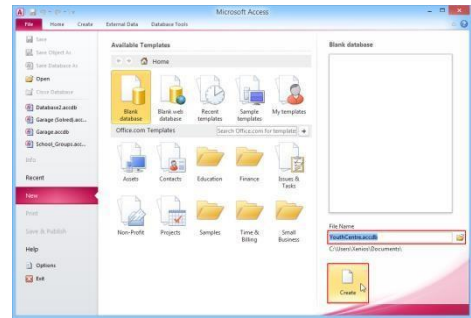 Microsoft Access
File Home Create External Data Database Tools
Save
Save Object As
Save Database As
Open
Close Database
Database2.accdb
Garage (Solved).acc...
Garage.accdb
School_Groups.acc...
Info
Recent
New
Print
Save & Publish
Help
Options
Exit
Available Templates
Home
Blank database
Blank web database
Recent templates
Sample templates
My templates
Office.com Templates
Search Office.com for templates
Assets
Contacts
Education
Finance
Issues & Tasks
Non-Profit
Projects
Samples
Time & Billing
Small Business
Blank database
File Name
YouthCentre.accdb
C:\Users\Xenios\Documents\
Create